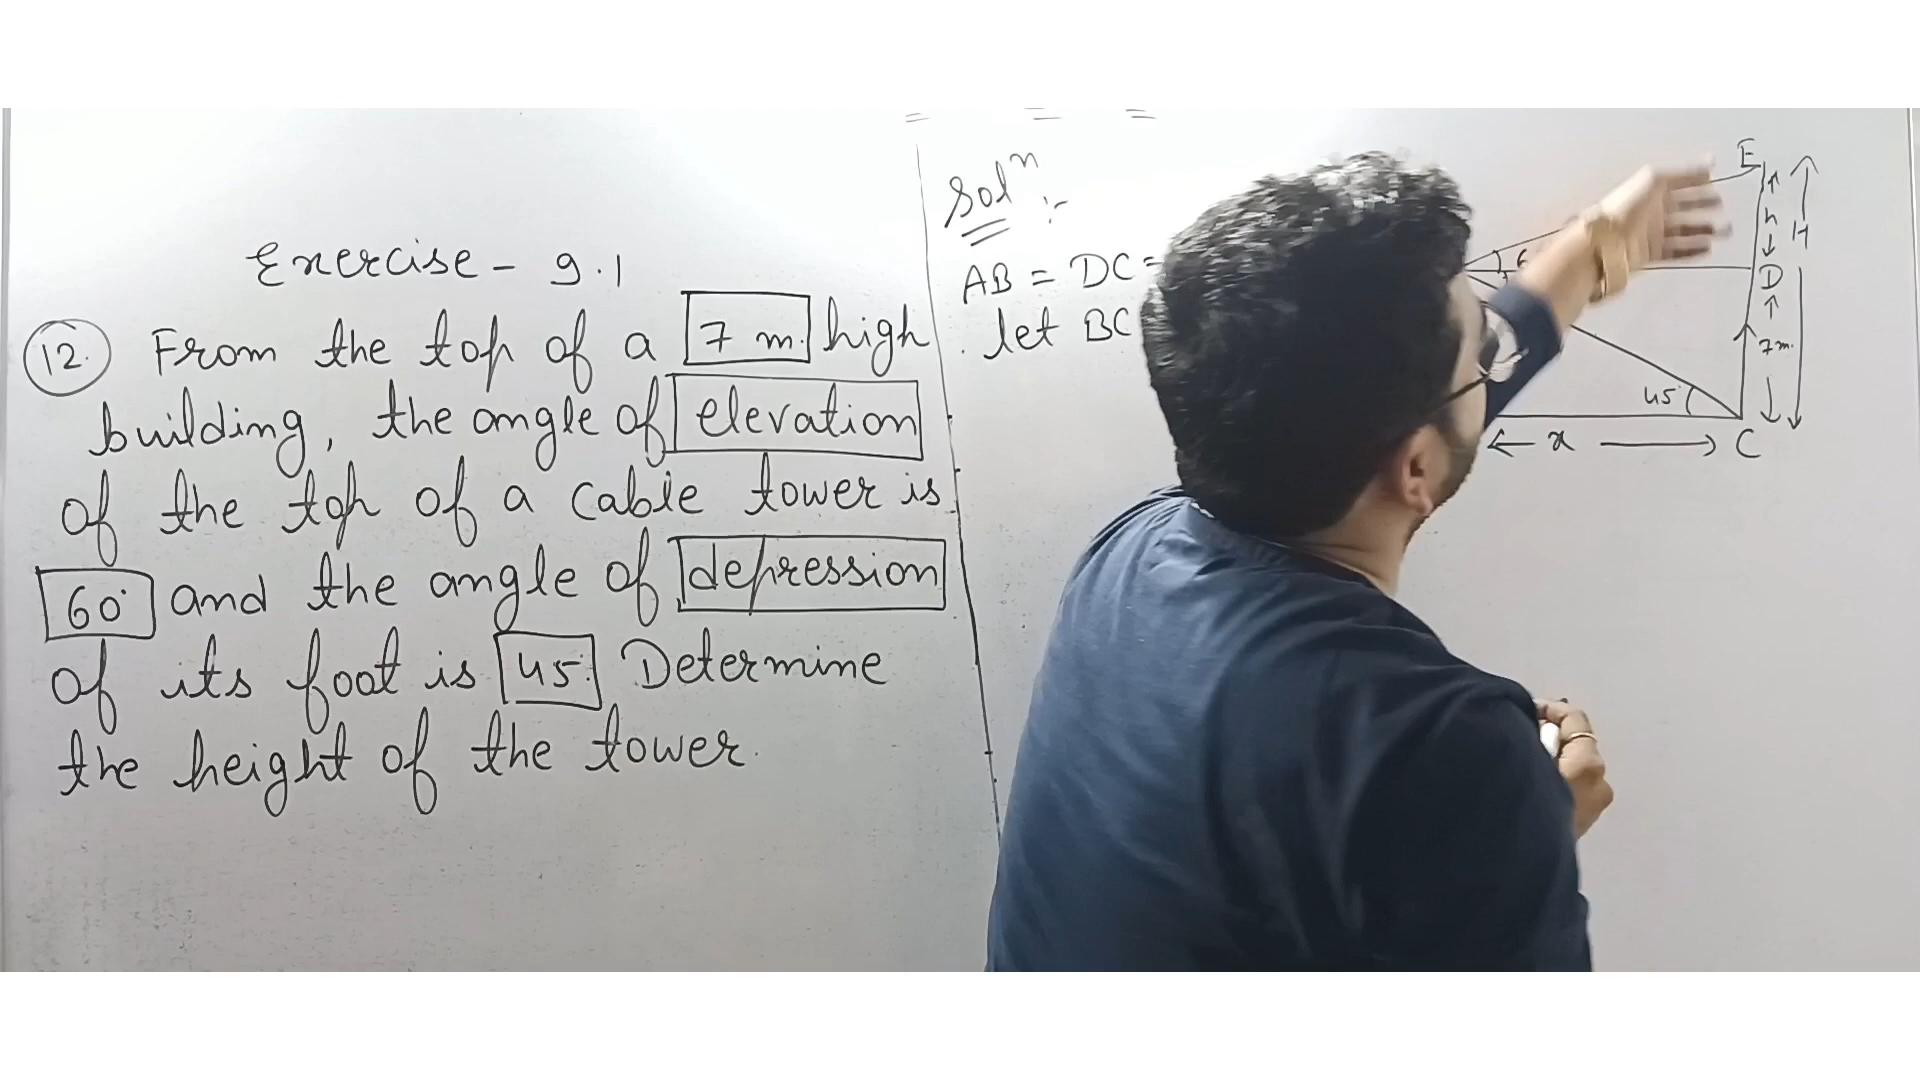 Exercise - 9.1
12. From the top of a 7 m. high
building, the angle of elevation
of the top of a cable tower is
60° and the angle of depression
of its foot is 45° Determine
the height of the tower.
Solⁿ :-
AB = DC =
let BC
E
h
H
D
7 m.
45°
x
C